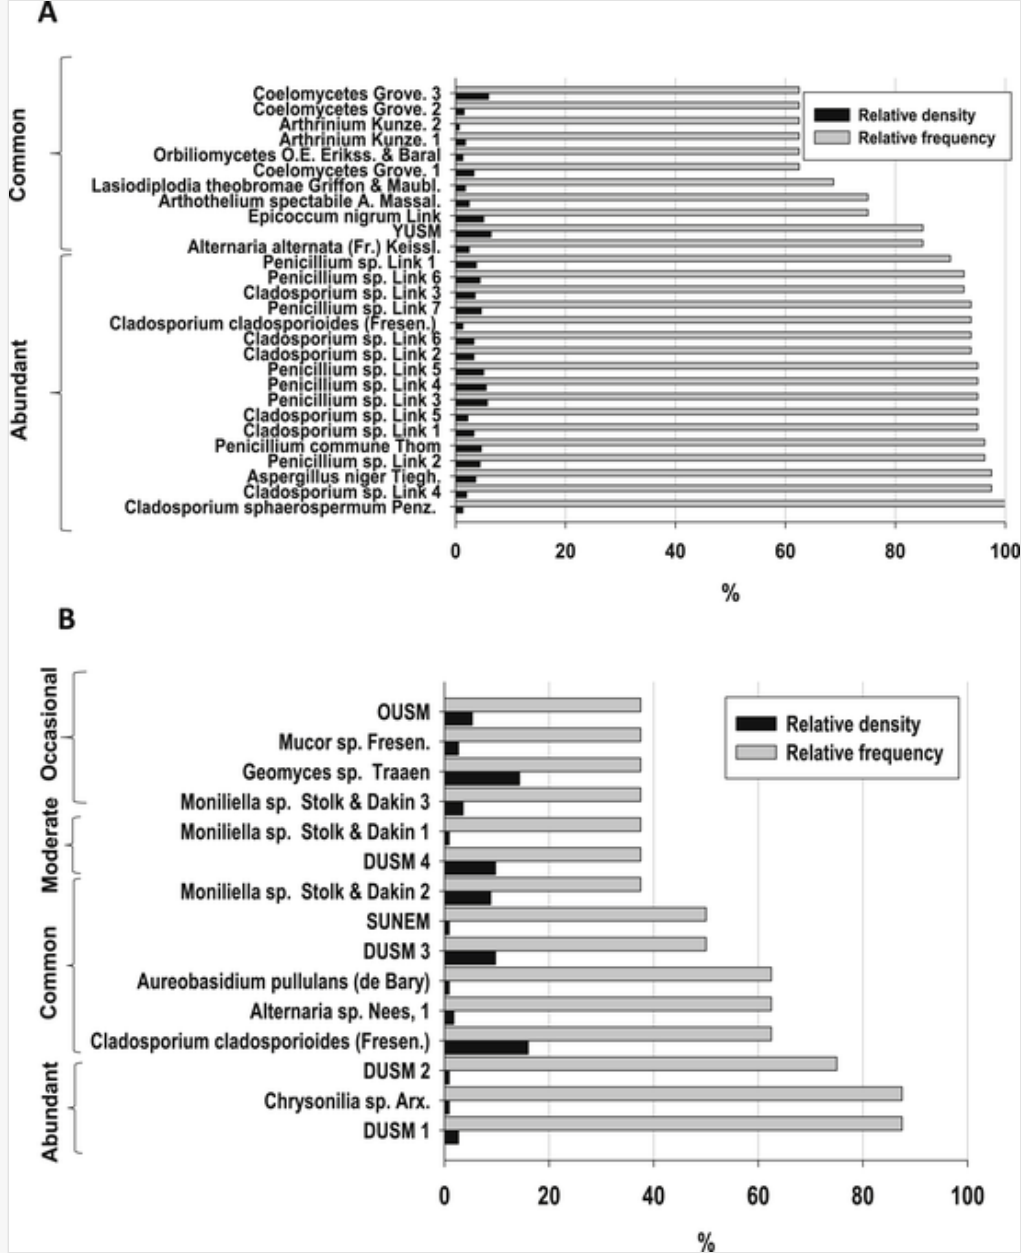 A
Common
Abundant
Coelomycetes Grove. 3
Coelomycetes Grove. 2
Arthrinium Kunze. 2
Arthrinium Kunze. 1
Orbiliomycetes O.E. Erikss. & Baral
Coelomycetes Grove. 1
Lasiodiplodia theobromae Griffon & Maubl.
Arthothelium spectabile A. Massal.
Epicoccum nigrum Link
YUSM
Alternaria alternata (Fr.) Keissl.
Penicillium sp. Link 1
Penicillium sp. Link 6
Cladosporium sp. Link 3
Penicillium sp. Link 7
Cladosporium cladosporioides (Fresen.)
Cladosporium sp. Link 6
Cladosporium sp. Link 2
Penicillium sp. Link 5
Penicillium sp. Link 4
Penicillium sp. Link 3
Cladosporium sp. Link 5
Cladosporium sp. Link 1
Penicillium commune Thom
Penicillium sp. Link 2
Aspergillus niger Tiegh.
Cladosporium sp. Link 4
Cladosporium sphaerospermum Penz.
Relative density
Relative frequency
0 20 40 60 80 100
%
B
Occasional
Moderate
Common
Abundant
OUSM
Mucor sp. Fresen.
Geomyces sp. Traaen
Moniliella sp. Stolk & Dakin 3
Moniliella sp. Stolk & Dakin 1
DUSM 4
Moniliella sp. Stolk & Dakin 2
SUNEM
DUSM 3
Aureobasidium pullulans (de Bary)
Alternaria sp. Nees, 1
Cladosporium cladosporioides (Fresen.)
DUSM 2
Chrysonilia sp. Arx.
DUSM 1
Relative density
Relative frequency
0 20 40 60 80 100
%